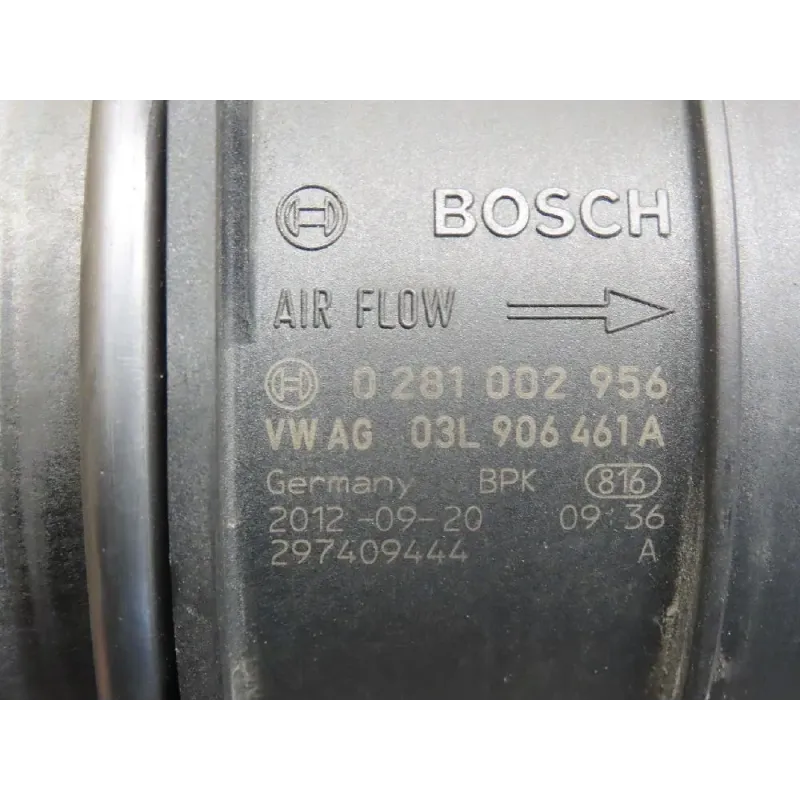 BOSCH
AIR FLOW
0 281 002 956
VW AG 03L 906 461 A
Germany BPK 816
2012-09-20 09:36
297409444 A